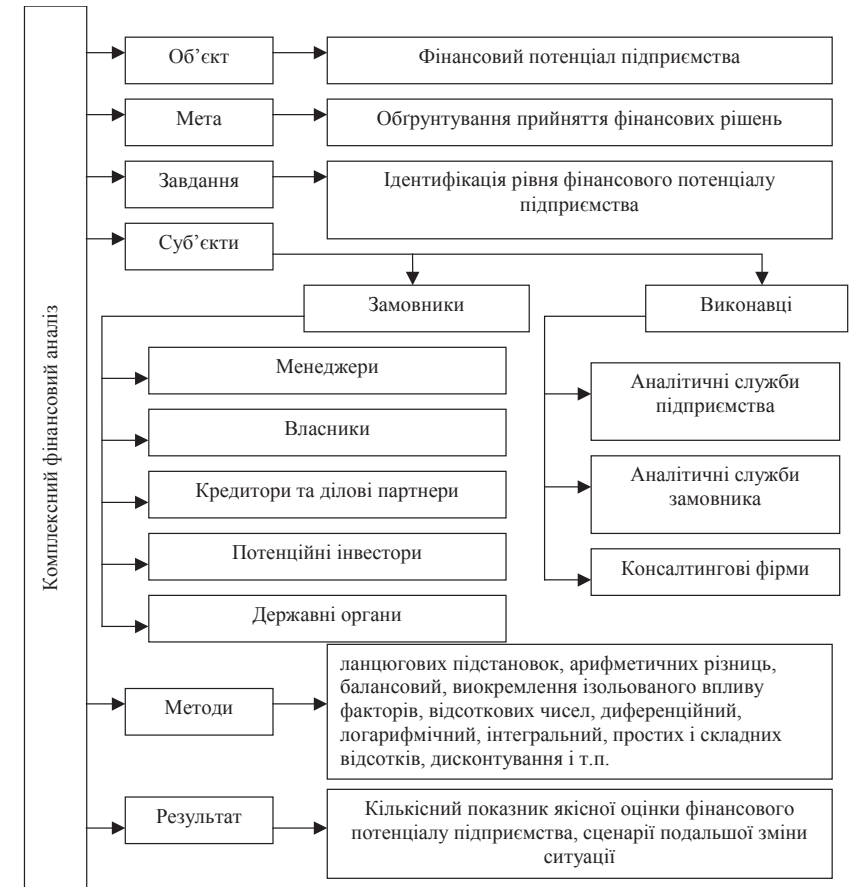 Комплексний фінансовий аналіз
Об’єкт
Фінансовий потенціал підприємства
Мета
Обґрунтування прийняття фінансових рішень
Завдання
Ідентифікація рівня фінансового потенціалу
підприємства
Суб’єкти
Замовники
Виконавці
Менеджери
Власники
Кредитори та ділові партнери
Потенційні інвестори
Державні органи
Аналітичні служби
підприємства
Аналітичні служби
замовника
Консалтингові фірми
Методи
ланцюгових підстановок, арифметичних різниць,
балансовий, виокремлення ізольованого впливу
факторів, відсоткових чисел, диференційний,
логарифмічний, інтегральний, простих і складних
відсотків, дисконтування і т.п.
Результат
Кількісний показник якісної оцінки фінансового
потенціалу підприємства, сценарії подальшої зміни
ситуації